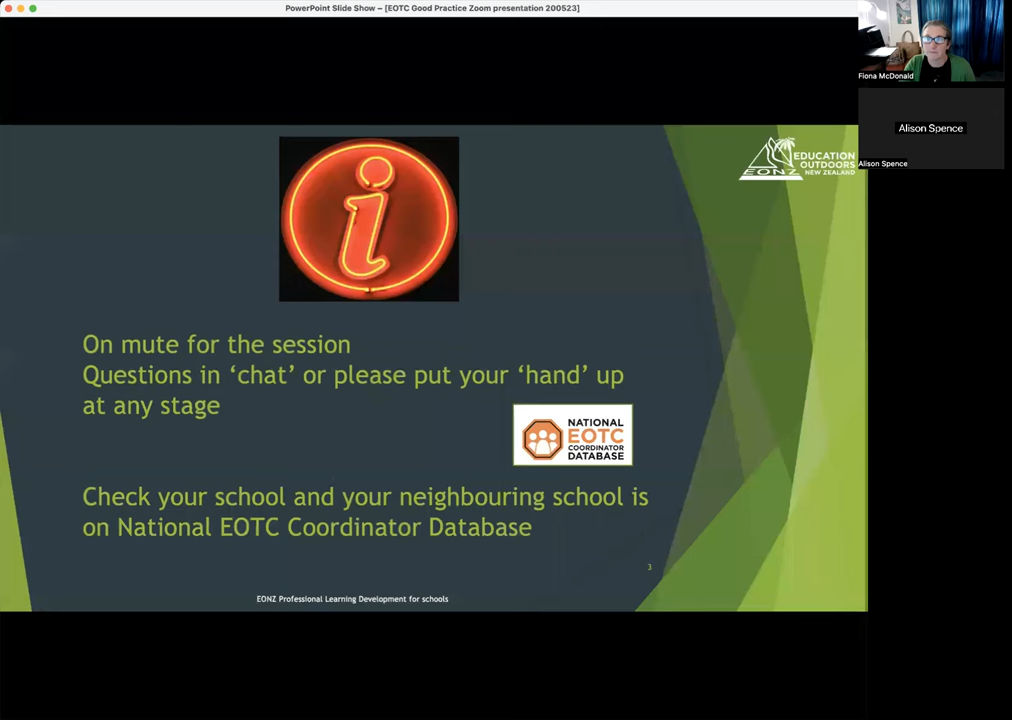 PowerPoint Slide Show – [EOTC Good Practice Zoom presentation 200523]
Fiona McDonald
Alison Spence
Alison Spence
EONZ
EDUCATION
OUTDOORS
NEW ZEALAND
i
On mute for the session
Questions in ‘chat’ or please put your ‘hand’ up
at any stage
NATIONAL
EOTC
COORDINATOR
DATABASE
Check your school and your neighbouring school is
on National EOTC Coordinator Database
3
EONZ Professional Learning Development for schools